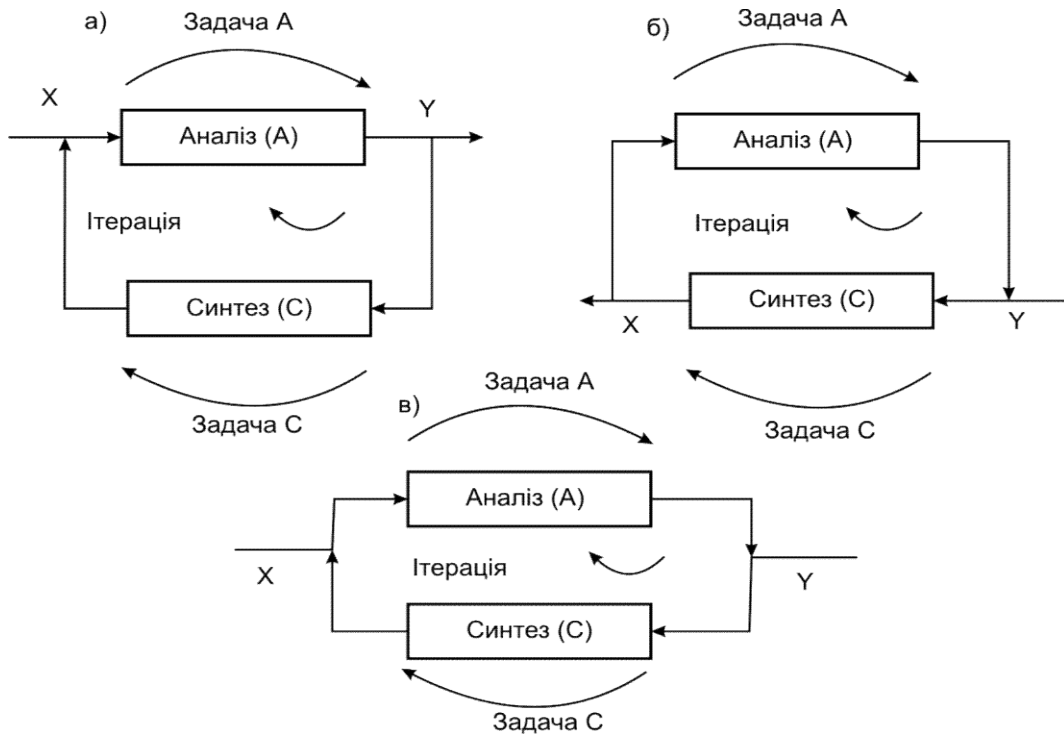 а)
Задача А
X
Y
Аналіз (А)
Ітерація
Синтез (С)
Задача С
б)
Задача А
Аналіз (А)
Ітерація
Синтез (С)
X
Y
Задача С
в)
Задача А
Аналіз (А)
X
Ітерація
Y
Синтез (С)
Задача С